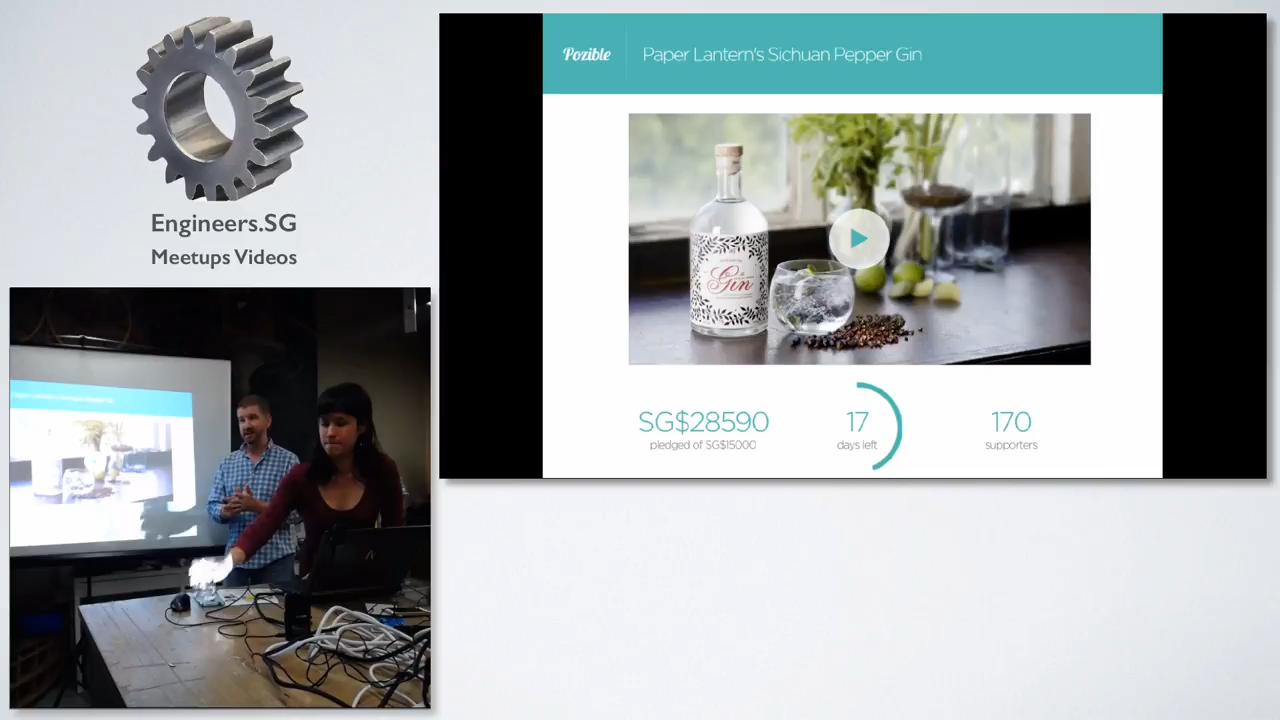 Engineers.SG
Meetups Videos
Pozible
Paper Lantern's Sichuan Pepper Gin
Gin
SG$28590
pledged of SG$15000
17
days left
170
supporters